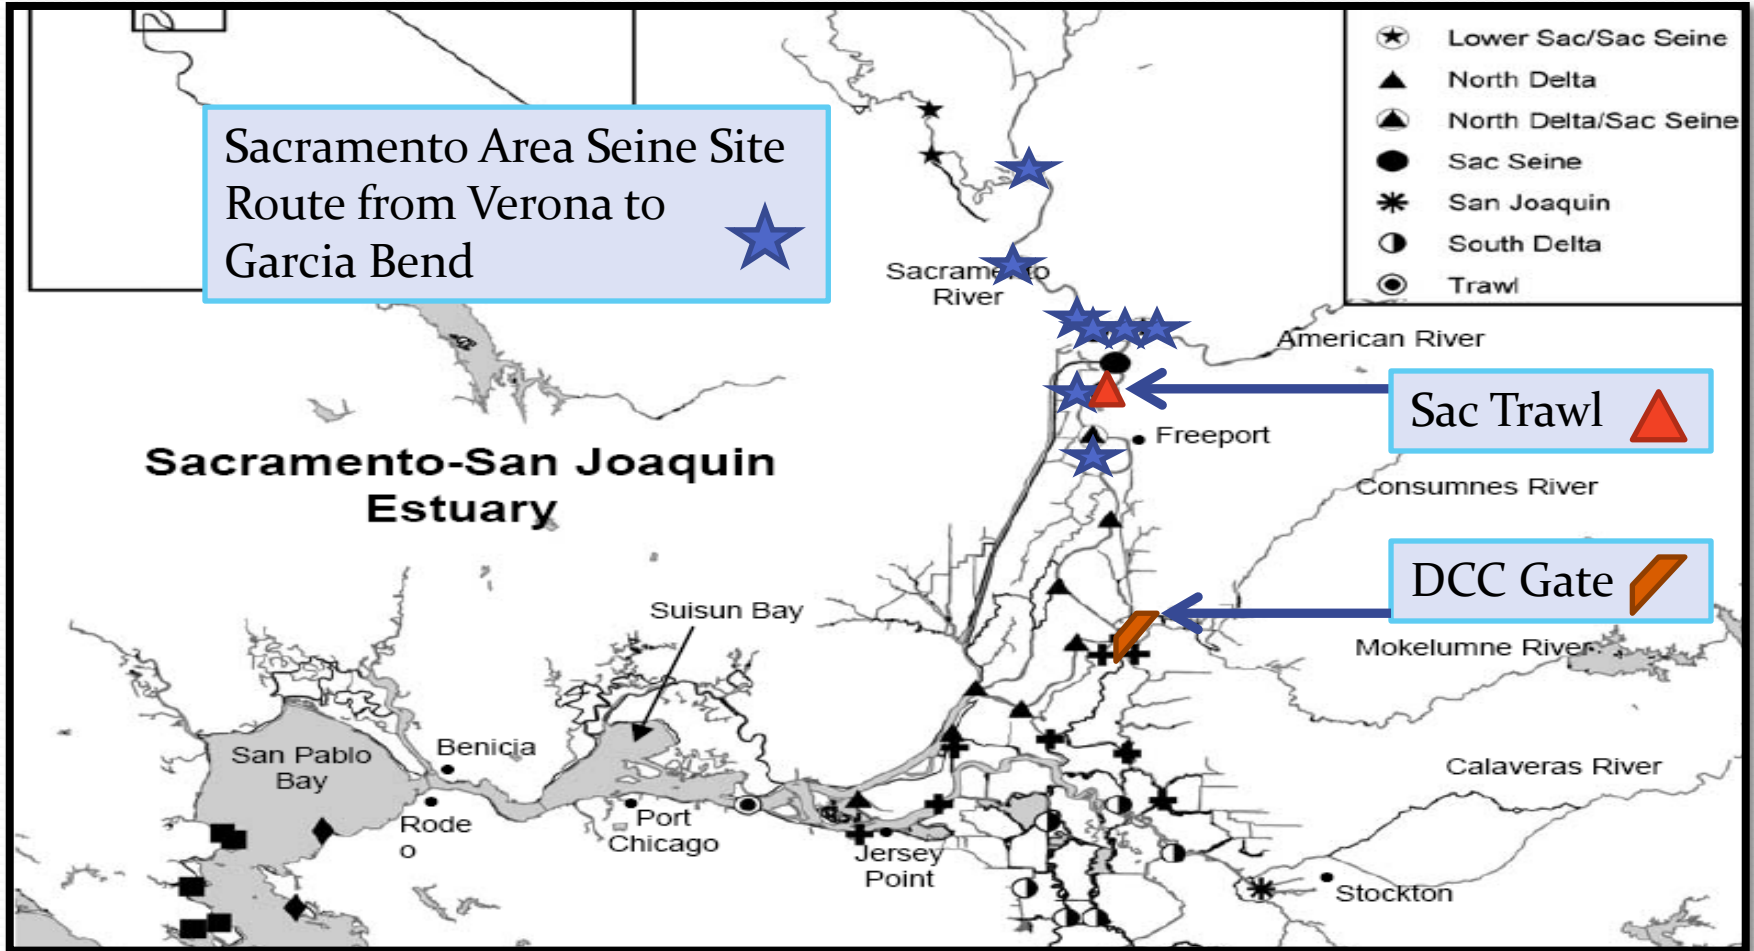 Lower Sac/Sac Seine
North Delta
North Delta/Sac Seine
Sac Seine
San Joaquin
South Delta
Trawl
Sacramento Area Seine Site
Route from Verona to
Garcia Bend
Sacramento
River
American River
Sac Trawl
Freeport
Sacramento-San Joaquin
Estuary
Consumnes River
DCC Gate
Suisun Bay
Mokelumne River
San Pablo
Bay
Benicia
Calaveras River
Rode
o
Port
Chicago
Jersey
Point
Stockton